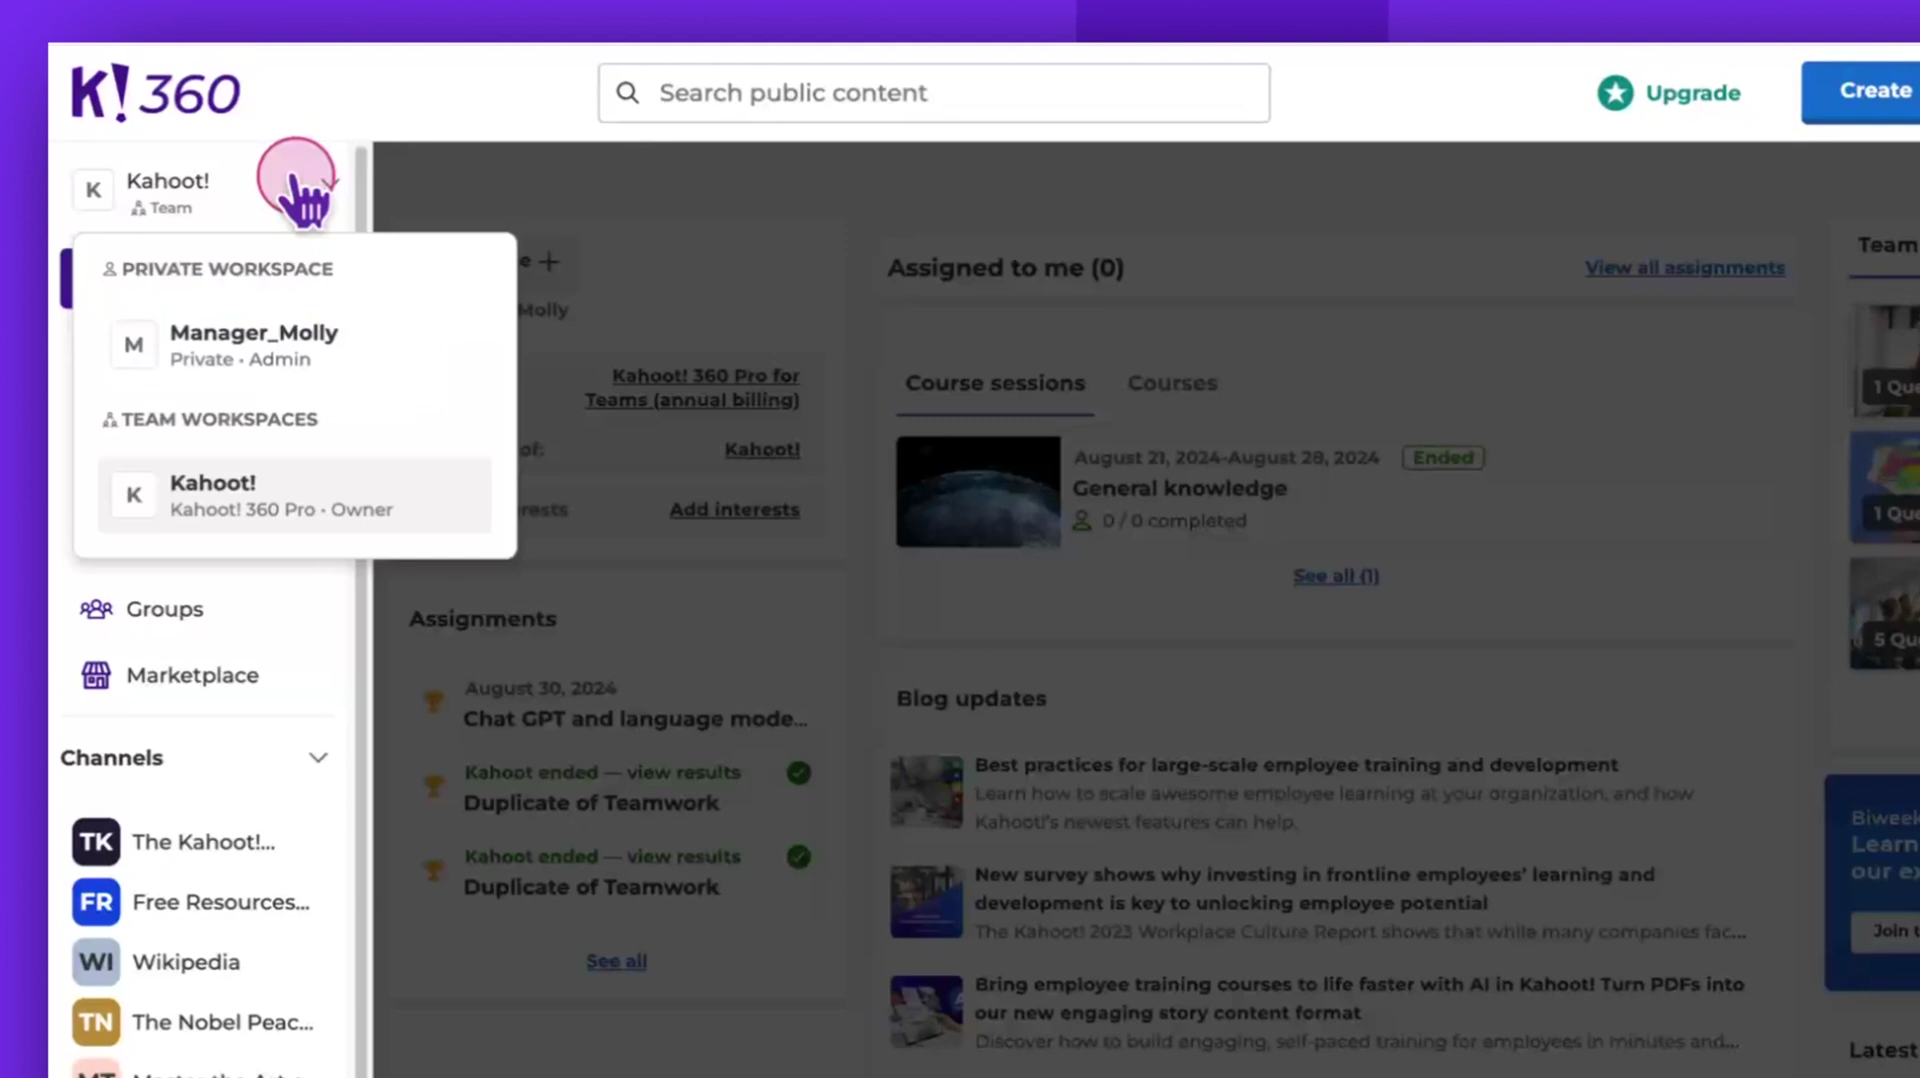 K! 360
Search public content
Upgrade
Create
K
Kahoot!
Team
PRIVATE WORKSPACE
M
Manager_Molly
Private • Admin
TEAM WORKSPACES
K
Kahoot!
Kahoot! 360 Pro • Owner
Groups
Marketplace
Channels
TK The Kahoot!...
FR Free Resources...
WI Wikipedia
TN The Nobel Peac...
Molly
Kahoot! 360 Pro for
Teams (annual billing)
of:
Kahoot!
Add interests
Assignments
August 30, 2024
Chat GPT and language mode...
Kahoot ended — view results
Duplicate of Teamwork
Kahoot ended — view results
Duplicate of Teamwork
See all
Assigned to me (0)
View all assignments
Course sessions
Courses
August 21, 2024-August 28, 2024
Ended
General knowledge
0 / 0 completed
See all (1)
Blog updates
Best practices for large-scale employee training and development
Learn how to scale awesome employee learning at your organization, and how
Kahoot!'s newest features can help.
New survey shows why investing in frontline employees' learning and
development is key to unlocking employee potential
The Kahoot! 2023 Workplace Culture Report shows that while many companies fac...
Bring employee training courses to life faster with AI in Kahoot! Turn PDFs into
our new engaging story content format
Discover how to build engaging, self-paced training for employees in minutes and...
Team
1 Que
1 Que
5 Qu
Biweek
Learn
our ex
Join t
Latest